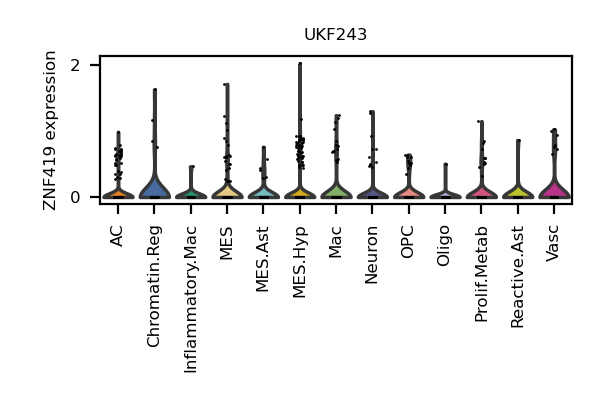 UKF243
ZNF419 expression
2
0
AC
Chromatin.Reg
Inflammatory.Mac
MES
MES.Ast
MES.Hyp
Mac
Neuron
OPC
Oligo
Prolif.Metab
Reactive.Ast
Vasc